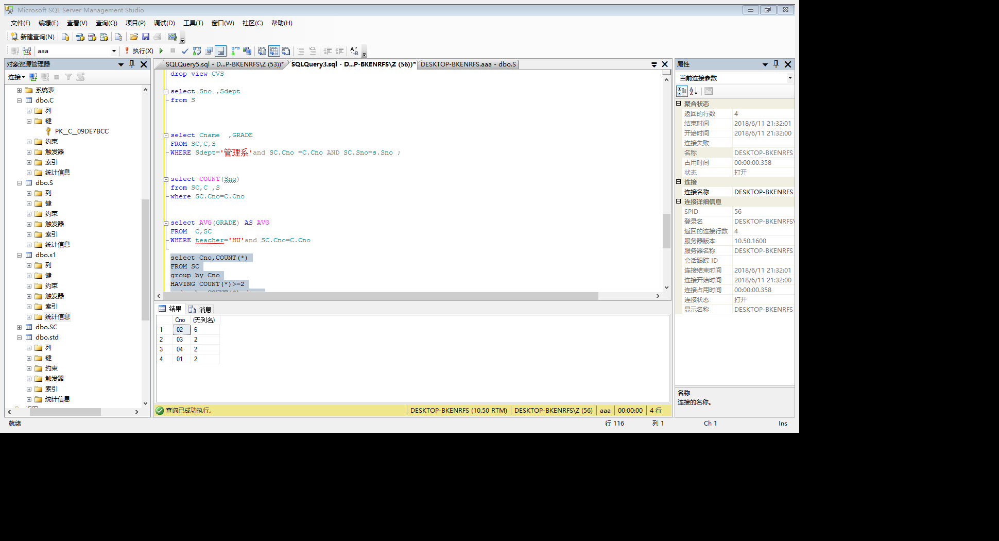 Microsoft SQL Server Management Studio
文件(F) 编辑(E) 查看(V) 查询(Q) 项目(P) 调试(D) 工具(T) 窗口(W) 社区(C) 帮助(H)
新建查询(N)
aaa 执行(X)
对象资源管理器
连接
系统表
dbo.C
列
键
PK__C__09DE7BCC
约束
触发器
索引
统计信息
dbo.S
列
键
约束
触发器
索引
统计信息
dbo.s1
列
键
约束
触发器
索引
统计信息
dbo.SC
dbo.std
列
键
约束
触发器
索引
统计信息
SQLQuery5.sql - D...P-BKENRFS\Z (53))* SQLQuery3.sql - D...P-BKENRFS\Z (56))* DESKTOP-BKENRFS.aaa - dbo.S
drop view CVS
select Sno ,Sdept
from S
select Cname  ,GRADE
FROM SC,C,S
WHERE Sdept='管理系'and SC.Cno =C.Cno AND SC.Sno=s.Sno ;
select COUNT(Sno)
from SC,C ,S
where SC.Cno=C.Cno
select AVG(GRADE) AS AVG
FROM  C,SC
WHERE teacher='HU'and SC.Cno=C.Cno
select Cno,COUNT(*)
FROM SC
group by Cno
HAVING COUNT(*)>=2
结果 消息
Cno (无列名)
1 02 6
2 03 2
3 04 2
4 01 2
查询已成功执行。 DESKTOP-BKENRFS (10.50 RTM) DESKTOP-BKENRFS\Z (56) aaa 00:00:00 4 行
属性
当前连接参数
聚合状态
返回的行数 4
结束时间 2018/6/11 21:32:01
开始时间 2018/6/11 21:32:00
连接失败
名称 DESKTOP-BKENRFS
占用时间 00:00:00.358
状态 打开
连接
连接名称 DESKTOP-BKENRFS
连接详细信息
SPID 56
登录名 DESKTOP-BKENRFS\
返回的连接行数 4
服务器版本 10.50.1600
服务器名称 DESKTOP-BKENRFS
会话跟踪 ID
连接结束时间 2018/6/11 21:32:01
连接开始时间 2018/6/11 21:32:00
连接占用时间 00:00:00.358
连接状态 打开
显示名称 DESKTOP-BKENRFS
名称
连接的名称。
就绪 行 116 列 1 Ch 1 Ins